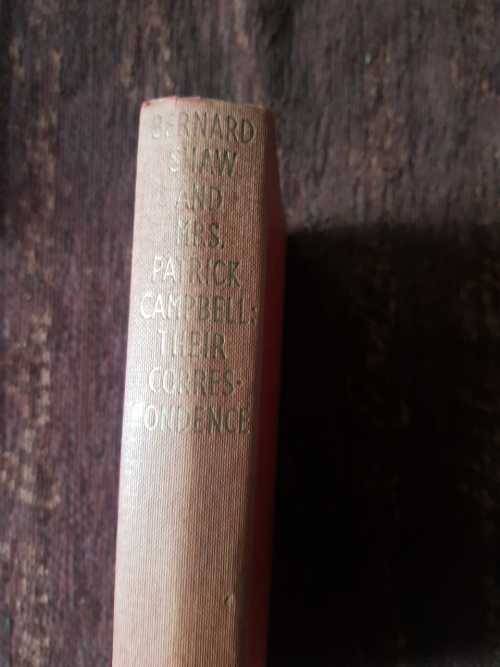 BERNARD
SHAW
AND
MRS.
PATRICK
CAMPBELL:
THEIR
CORRES-
PONDENCE